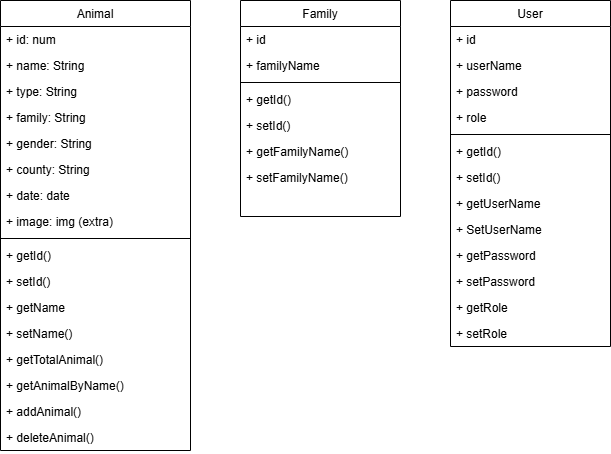 Animal
+ id: num
+ name: String
+ type: String
+ family: String
+ gender: String
+ county: String
+ date: date
+ image: img (extra)
+ getId()
+ setId()
+ getName
+ setName()
+ getTotalAnimal()
+ getAnimalByName()
+ addAnimal()
+ deleteAnimal()
Family
+ id
+ familyName
+ getId()
+ setId()
+ getFamilyName()
+ setFamilyName()
User
+ id
+ userName
+ password
+ role
+ getId()
+ setId()
+ getUserName
+ SetUserName
+ getPassword
+ setPassword
+ getRole
+ setRole